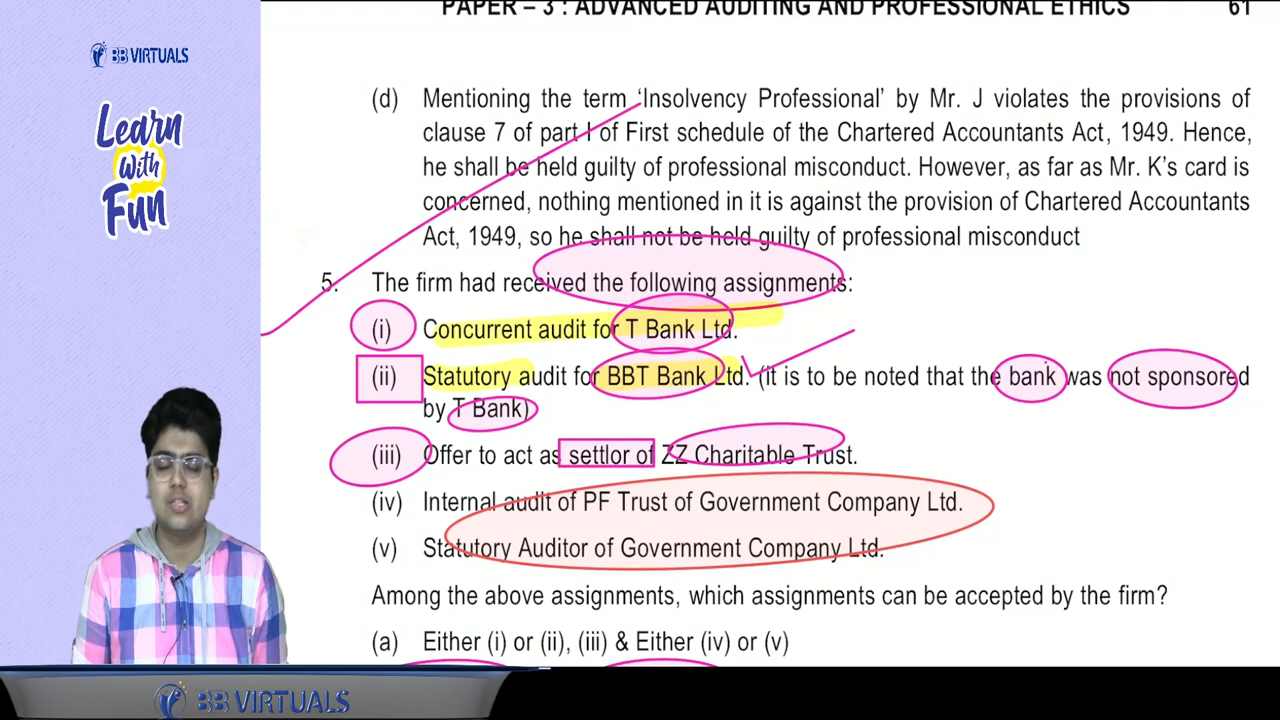 PAPER – 3 : ADVANCED AUDITING AND PROFESSIONAL ETHICS 61
BB VIRTUALS
Learn
With
Fun
(d) Mentioning the term ‘Insolvency Professional’ by Mr. J violates the provisions of
clause 7 of part I of First schedule of the Chartered Accountants Act, 1949. Hence,
he shall be held guilty of professional misconduct. However, as far as Mr. K’s card is
concerned, nothing mentioned in it is against the provision of Chartered Accountants
Act, 1949, so he shall not be held guilty of professional misconduct
5. The firm had received the following assignments:
(i) Concurrent audit for T Bank Ltd.
(ii) Statutory audit for BBT Bank Ltd. (it is to be noted that the bank was not sponsored
by T Bank)
(iii) Offer to act as settlor of ZZ Charitable Trust.
(iv) Internal audit of PF Trust of Government Company Ltd.
(v) Statutory Auditor of Government Company Ltd.
Among the above assignments, which assignments can be accepted by the firm?
(a) Either (i) or (ii), (iii) & Either (iv) or (v)
BB VIRTUALS